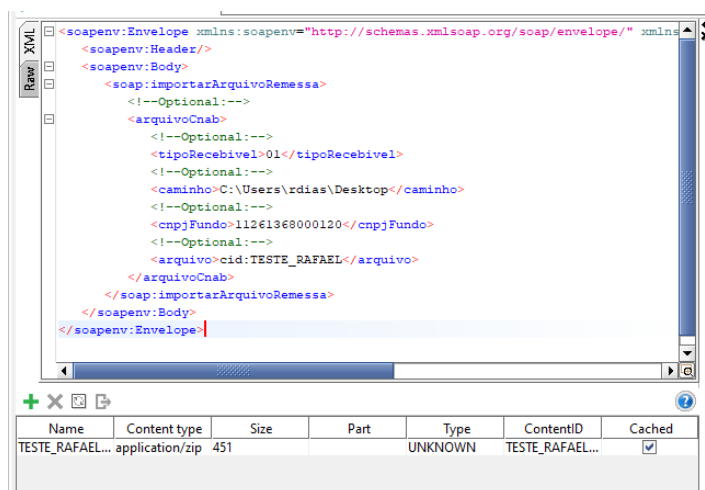 XML
Raw
<soapenv:Envelope xmlns:soapenv="http://schemas.xmlsoap.org/soap/envelope/" xmlns
<soapenv:Header/>
<soapenv:Body>
<soap:importarArquivoRemessa>
<!--Optional:-->
<arquivoCnab>
<!--Optional:-->
<tipoRecebivel>01</tipoRecebivel>
<!--Optional:-->
<caminho>C:\Users\rdias\Desktop</caminho>
<!--Optional:-->
<cnpjFundo>11261368000120</cnpjFundo>
<!--Optional:-->
<arquivo>cid:TESTE_RAFAEL</arquivo>
</arquivoCnab>
</soap:importarArquivoRemessa>
</soapenv:Body>
</soapenv:Envelope>
Name Content type Size Part Type ContentID Cached
TESTE_RAFAEL... application/zip 451 UNKNOWN TESTE_RAFAEL...